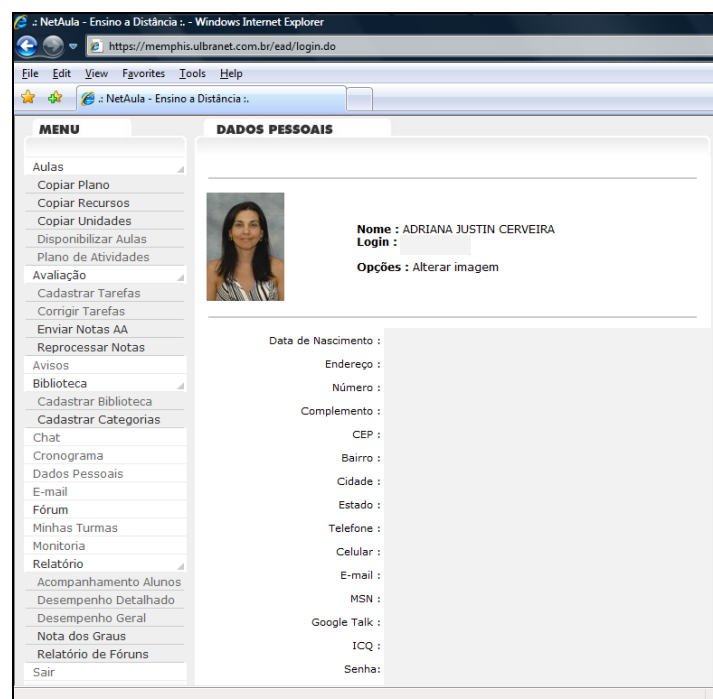 .: NetAula - Ensino a Distância :. - Windows Internet Explorer
https://memphis.ulbranet.com.br/ead/login.do
File Edit View Favorites Tools Help
.: NetAula - Ensino a Distância :.
MENU
Aulas
Copiar Plano
Copiar Recursos
Copiar Unidades
Disponibilizar Aulas
Plano de Atividades
Avaliação
Cadastrar Tarefas
Corrigir Tarefas
Enviar Notas AA
Reprocessar Notas
Avisos
Biblioteca
Cadastrar Biblioteca
Cadastrar Categorias
Chat
Cronograma
Dados Pessoais
E-mail
Fórum
Minhas Turmas
Monitoria
Relatório
Acompanhamento Alunos
Desempenho Detalhado
Desempenho Geral
Nota dos Graus
Relatório de Fóruns
Sair
DADOS PESSOAIS
Nome : ADRIANA JUSTIN CERVEIRA
Login :
Opções : Alterar imagem
Data de Nascimento :
Endereço :
Número :
Complemento :
CEP :
Bairro :
Cidade :
Estado :
Telefone :
Celular :
E-mail :
MSN :
Google Talk :
ICQ :
Senha: